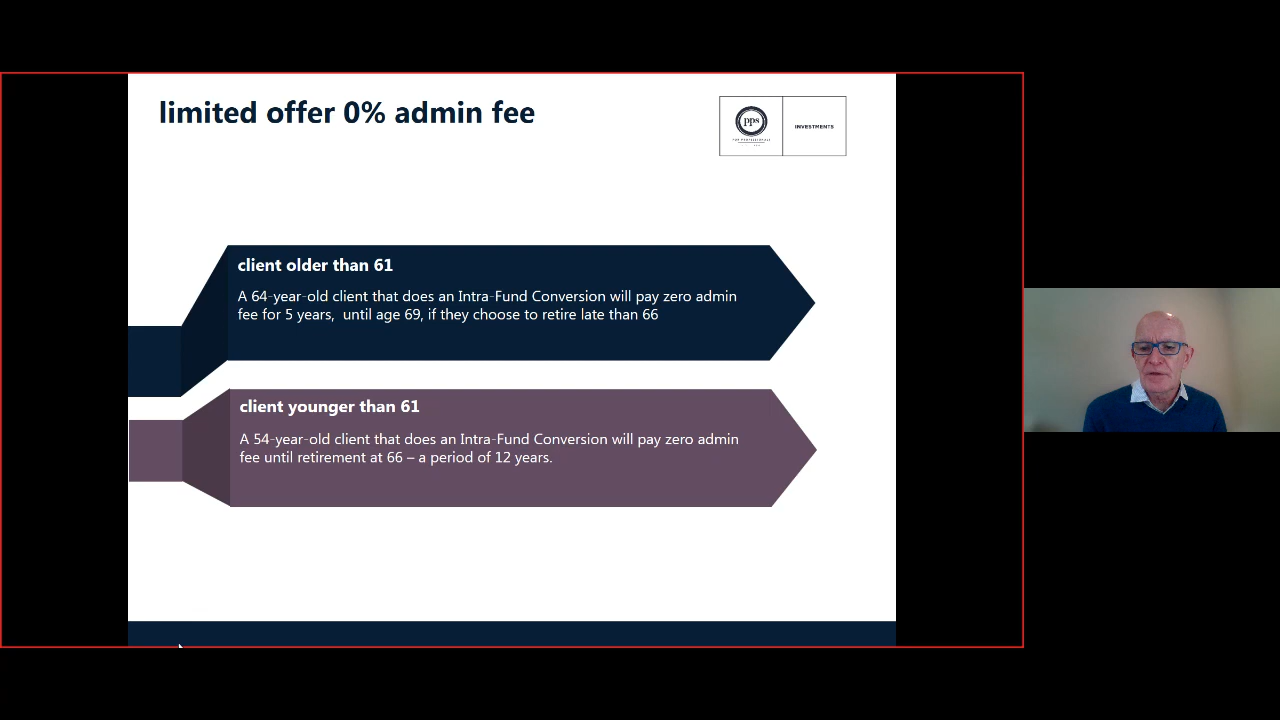 limited offer 0% admin fee
pps
INVESTMENTS
client older than 61
A 64-year-old client that does an Intra-Fund Conversion will pay zero admin
fee for 5 years,  until age 69, if they choose to retire late than 66
client younger than 61
A 54-year-old client that does an Intra-Fund Conversion will pay zero admin
fee until retirement at 66 – a period of 12 years.